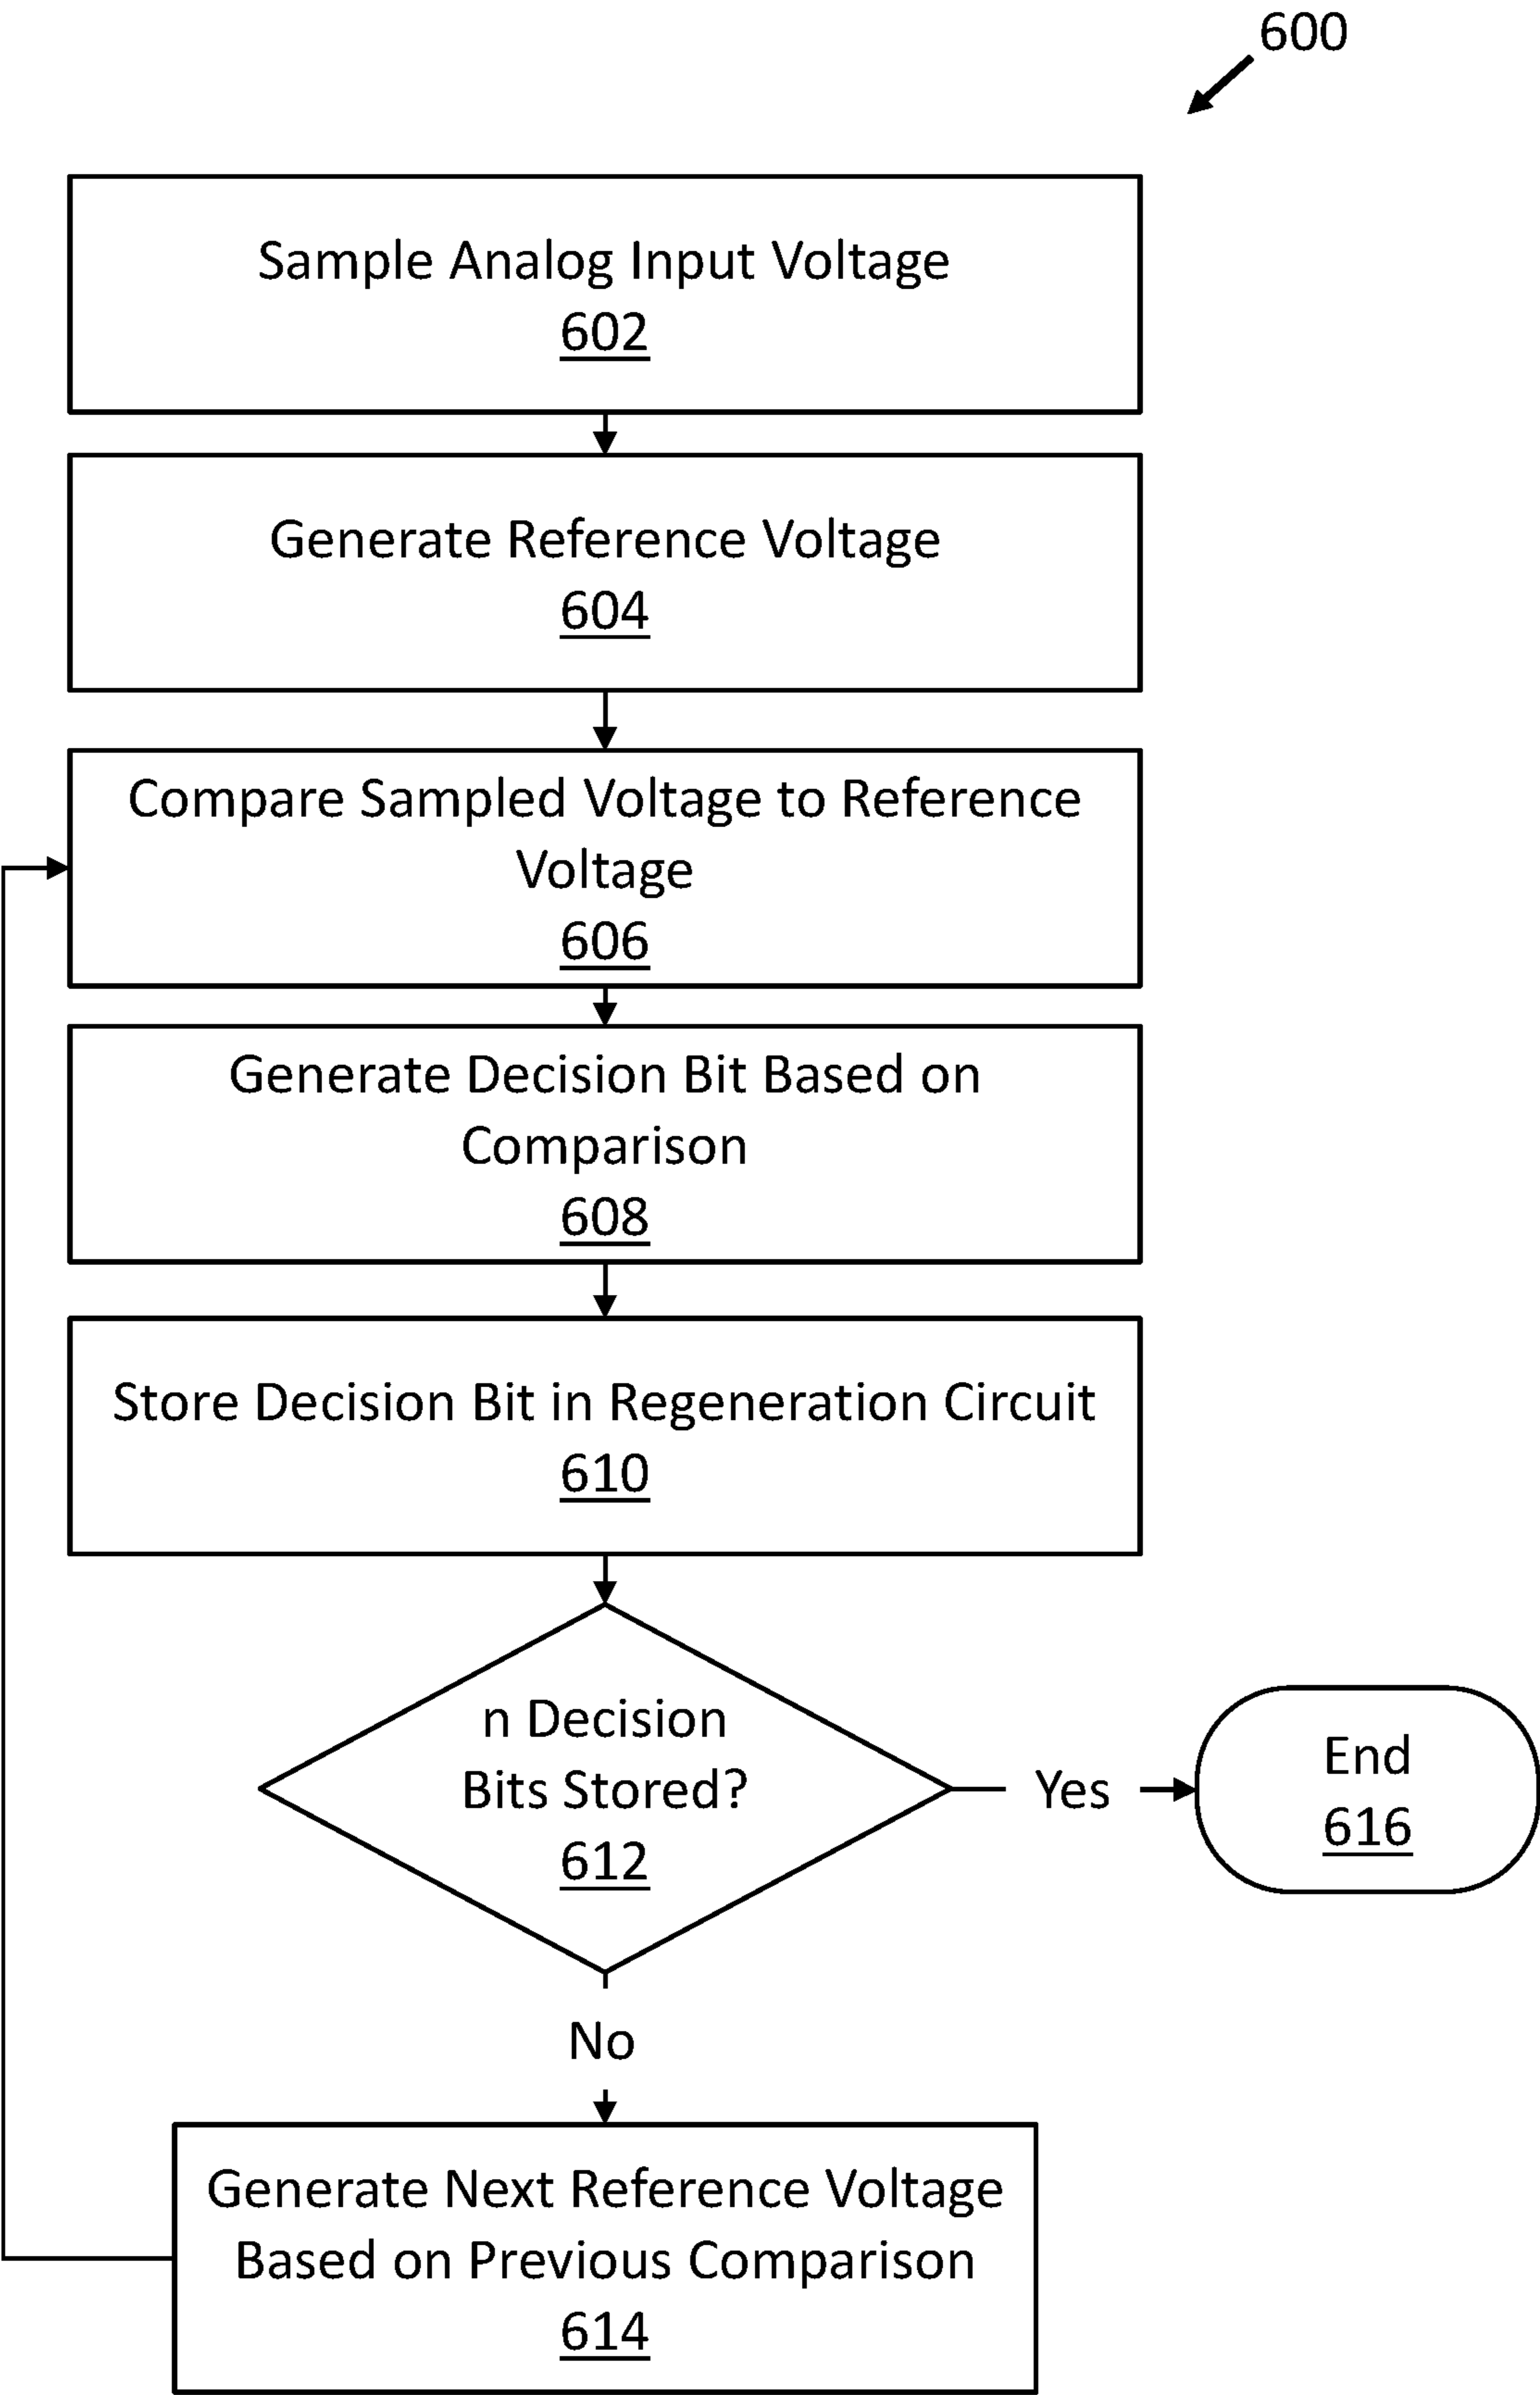 600
Sample Analog Input Voltage
602
Generate Reference Voltage
604
Compare Sampled Voltage to Reference
Voltage
606
Generate Decision Bit Based on
Comparison
608
Store Decision Bit in Regeneration Circuit
610
n Decision
Bits Stored?
612
Yes
End
616
No
Generate Next Reference Voltage
Based on Previous Comparison
614